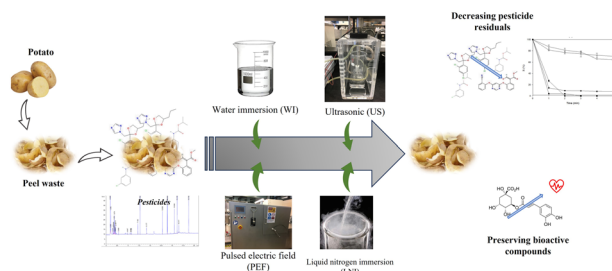 Potato
Peel waste
Pesticides
Water immersion (WI)
Ultrasonic (US)
Pulsed electric field
(PEF)
Liquid nitrogen immersion (LNI)
Decreasing pesticide
residuals
Preserving bioactive
compounds